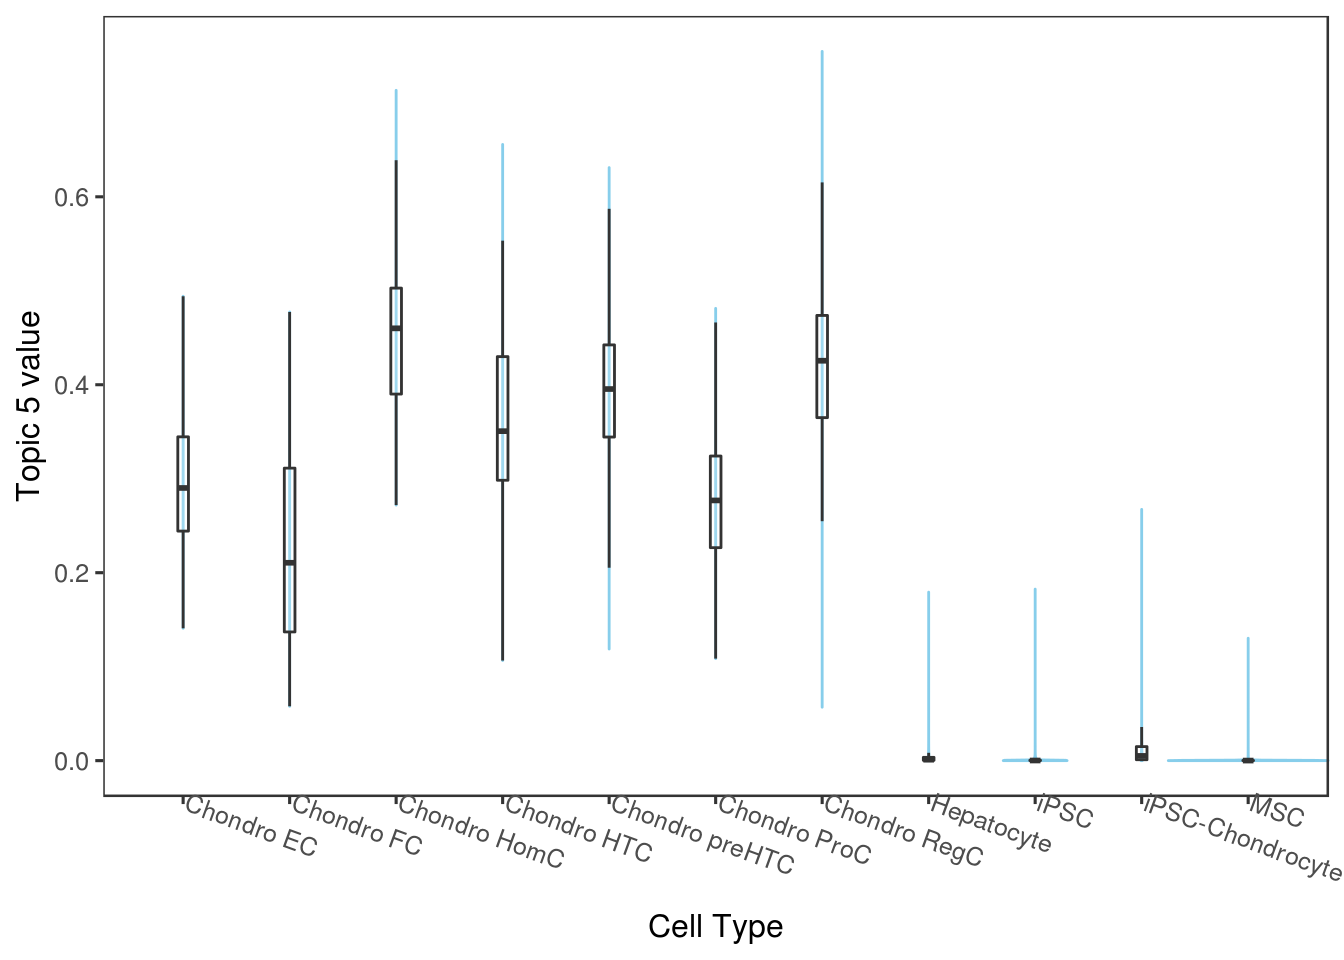 Topic 5 value
0.6
0.4
0.2
0.0
Chondro EC
Chondro FC
Chondro HomC
Chondro HTC
Chondro preHTC
Chondro ProC
Chondro RegC
Hepatocyte
iPSC
iPSC-Chondrocyte
MSC
Cell Type